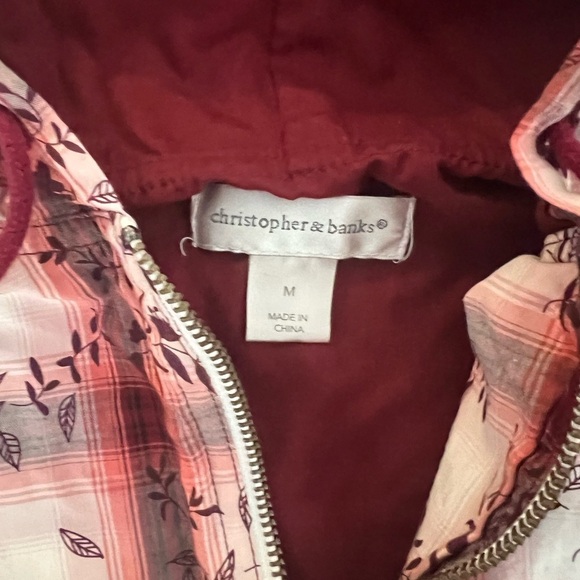 christopher & banks®
M
MADE IN
CHINA